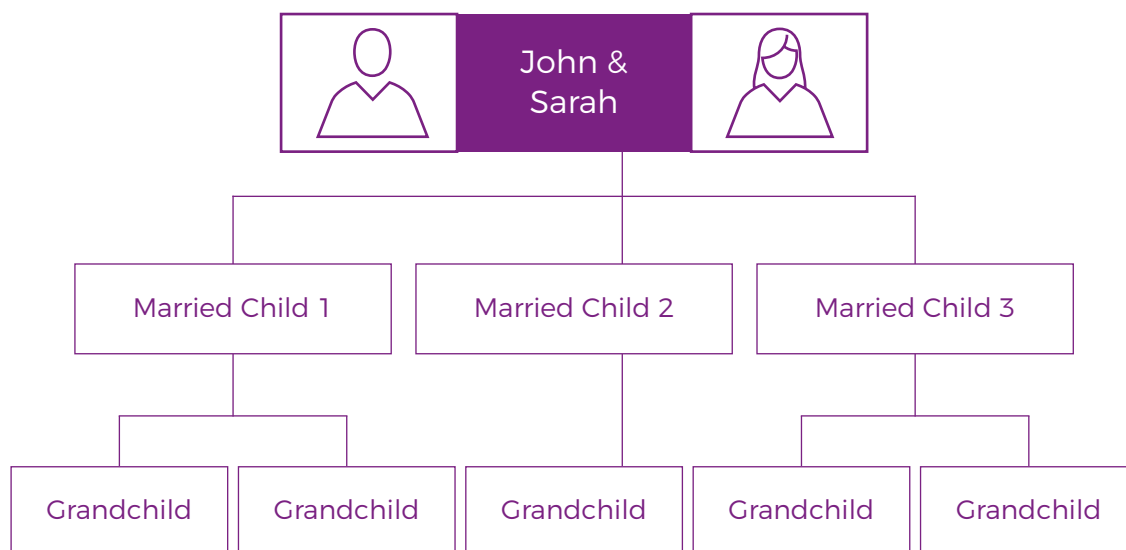 John &
Sarah
Married Child 1
Married Child 2
Married Child 3
Grandchild
Grandchild
Grandchild
Grandchild
Grandchild